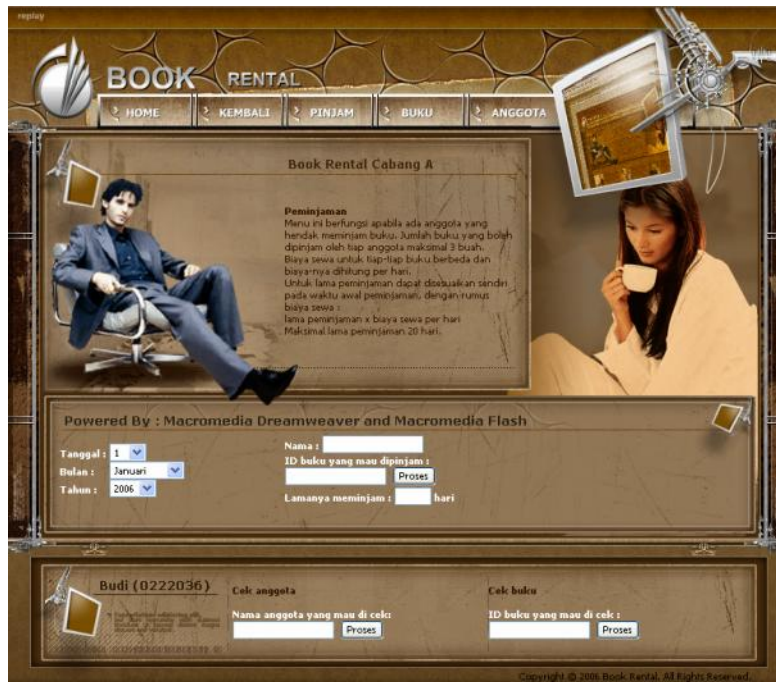 replay
BOOK RENTAL
HOME
KEMBALI
PINJAM
BUKU
ANGGOTA
Book Rental Cabang A
Peminjaman
Menu ini berfungsi apabila ada anggota yang
hendak meminjam buku. Jumlah buku yang boleh
dipinjam oleh tiap anggota maksimal 3 buah.
Biaya sewa untuk tiap-tiap buku berbeda dan
biaya-nya dihitung per hari.
Untuk lama peminjaman dapat disesuaikan sendiri
pada waktu awal peminjaman, dengan rumus
biaya sewa :
lama peminjaman x biaya sewa per hari
Maksimal lama peminjaman 20 hari.
Powered By : Macromedia Dreamweaver and Macromedia Flash
Tanggal : 1
Bulan : Januari
Tahun : 2006
Nama :
ID buku yang mau dipinjam :
Proses
Lamanya meminjam : hari
Budi (0222036)
Cek anggota
Nama anggota yang mau di cek:
Proses
Cek buku
ID buku yang mau di cek :
Proses
Copyright © 2006 Book Rental. All Rights Reserved.